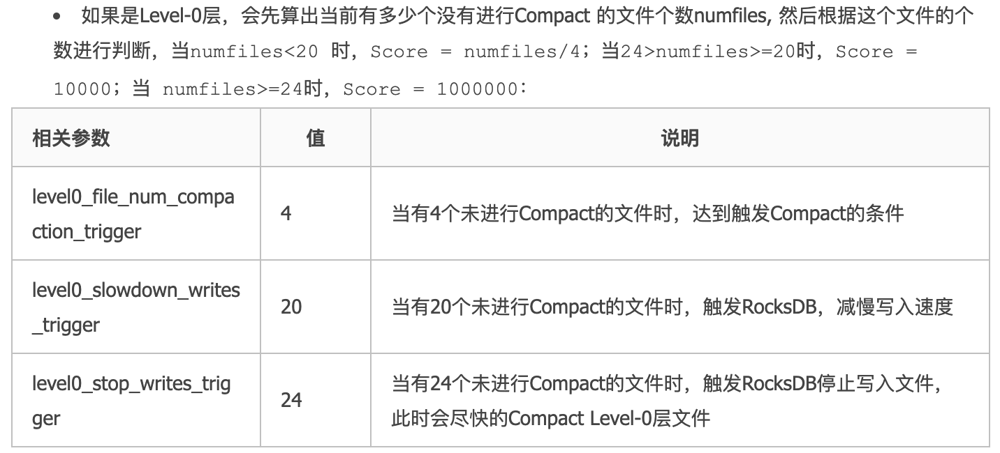 • 如果是Level-0层，会先算出当前有多少个没有进行Compact 的文件个数numfiles, 然后根据这个文件的个
数进行判断，当numfiles<20 时，Score = numfiles/4；当24>numfiles>=20时，Score =
10000；当 numfiles>=24时，Score = 1000000：
相关参数 值 说明
level0_file_num_compa
ction_trigger
4
当有4个未进行Compact的文件时，达到触发Compact的条件
level0_slowdown_writes
_trigger
20
当有20个未进行Compact的文件时，触发RocksDB，减慢写入速度
level0_stop_writes_trig
ger
24
当有24个未进行Compact的文件时，触发RocksDB停止写入文件，
此时会尽快的Compact Level-0层文件